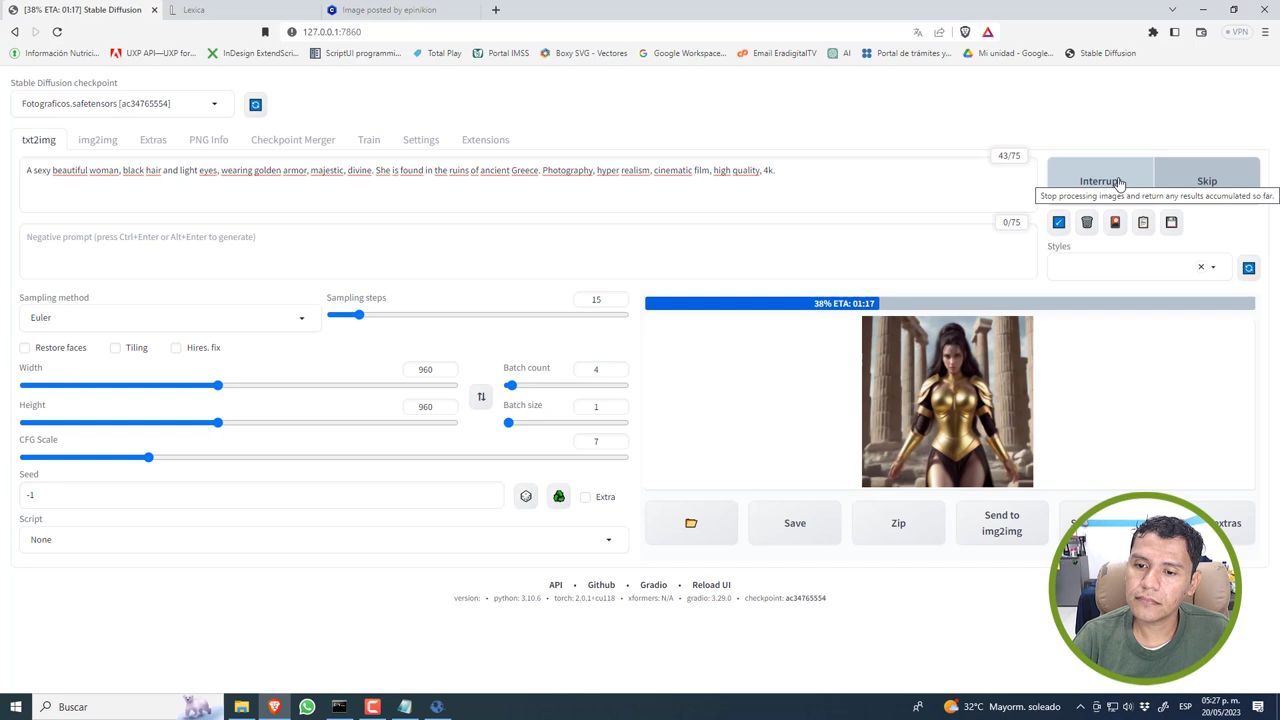 [38% ETA: 01:17] Stable Diffusion
Lexica
Image posted by epinikion
127.0.0.1:7860
VPN
Información Nutrici...
UXP API—UXP for...
InDesign ExtendScri...
ScriptUI programmi...
Total Play
Portal IMSS
Boxy SVG - Vectores
Google Workspace...
Email EradigitalTV
AI
Portal de trámites y...
Mi unidad - Google...
Stable Diffusion
Stable Diffusion checkpoint
Fotograficos.safetensors [ac34765554]
txt2img
img2img
Extras
PNG Info
Checkpoint Merger
Train
Settings
Extensions
43/75
A sexy beautiful woman, black hair and light eyes, wearing golden armor, majestic, divine. She is found in the ruins of ancient Greece. Photography, hyper realism, cinematic film, high quality, 4k.
Interrupt
Skip
Stop processing images and return any results accumulated so far.
0/75
Negative prompt (press Ctrl+Enter or Alt+Enter to generate)
Styles
Sampling method
Euler
Sampling steps
15
38% ETA: 01:17
Restore faces
Tiling
Hires. fix
Width
960
Batch count
4
Height
960
Batch size
1
CFG Scale
7
Seed
-1
Extra
Script
None
Save
Zip
Send to
img2img
extras
API • Github • Gradio • Reload UI
version: • python: 3.10.6 • torch: 2.0.1+cu118 • xformers: N/A • gradio: 3.29.0 • checkpoint: ac34765554
Buscar
32°C Mayorm. soleado
ESP
05:27 p. m.
20/05/2023